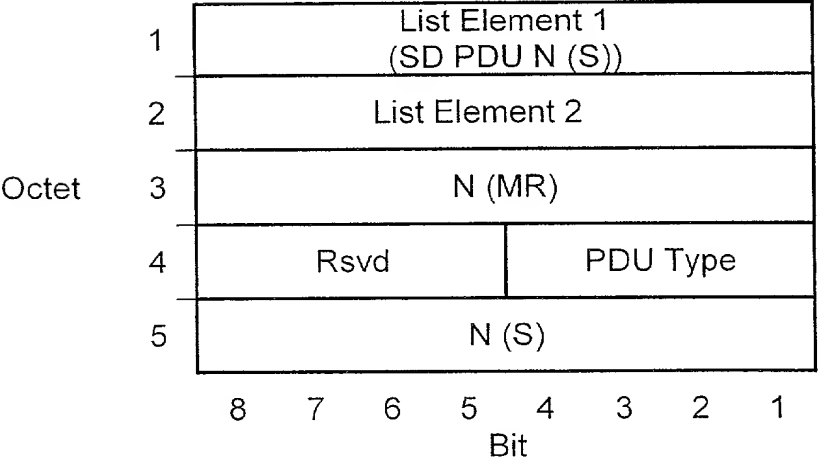 1 List Element 1
(SD PDU N (S))
2 List Element 2
Octet 3 N (MR)
4 Rsvd PDU Type
5 N (S)
8 7 6 5 4 3 2 1
Bit